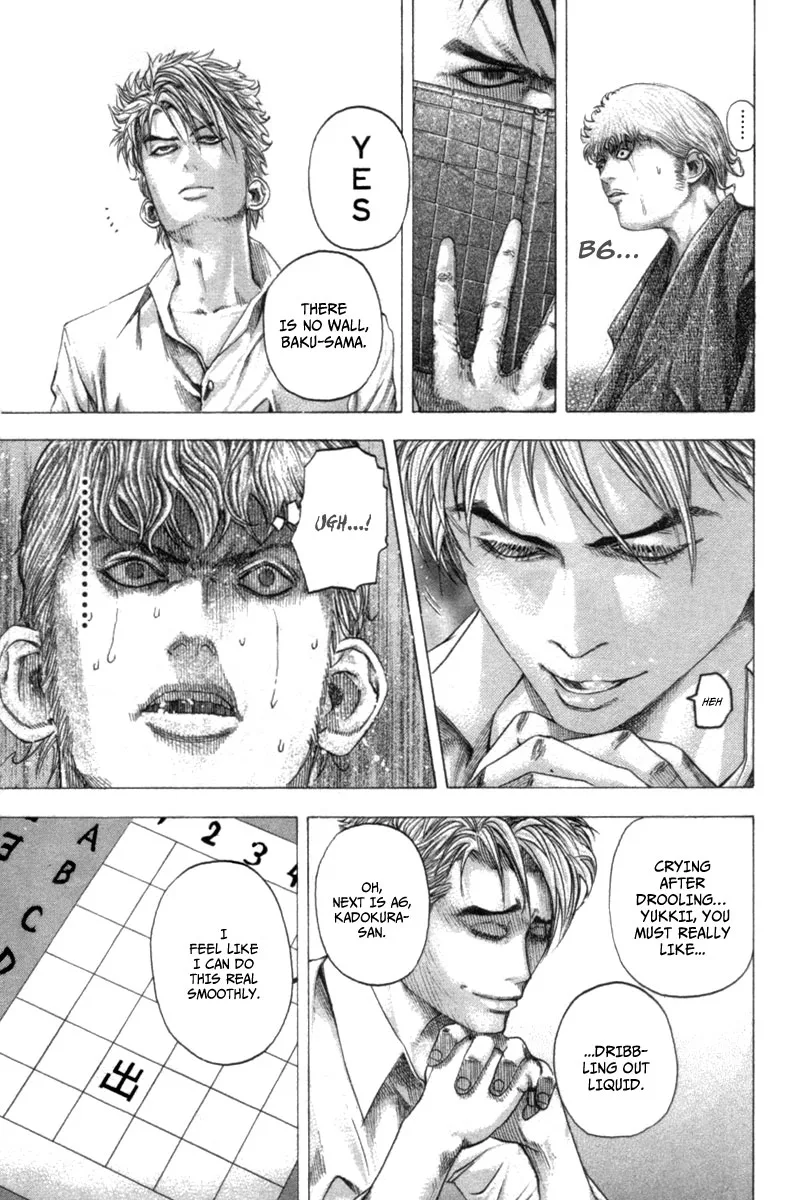 ......
B6...
YES
THERE
IS NO WALL,
BAKU-SAMA.
HEH
UGH...!
CRYING
AFTER
DROOLING...
YUKKII, YOU
MUST REALLY
LIKE...
...DRIBB-
LING OUT
LIQUID.
OH,
NEXT IS A6,
KADOKURA-
SAN.
I
FEEL LIKE
I CAN DO
THIS REAL
SMOOTHLY.
1 2 3 4
A
B
C
D
E
出